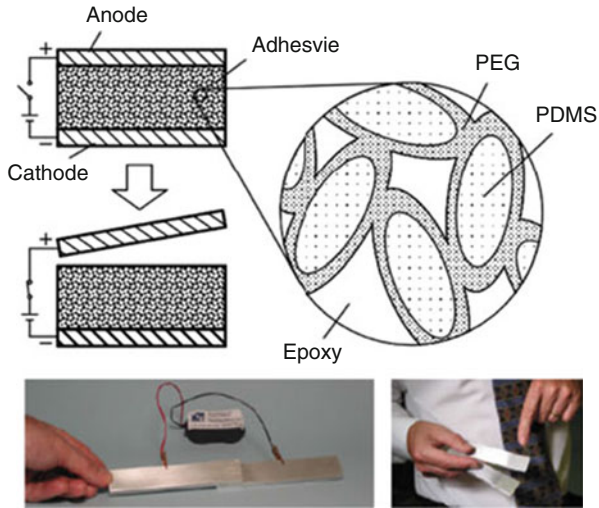 Anode
+
Adhesvie
PEG
PDMS
−
Cathode
+
−
Epoxy